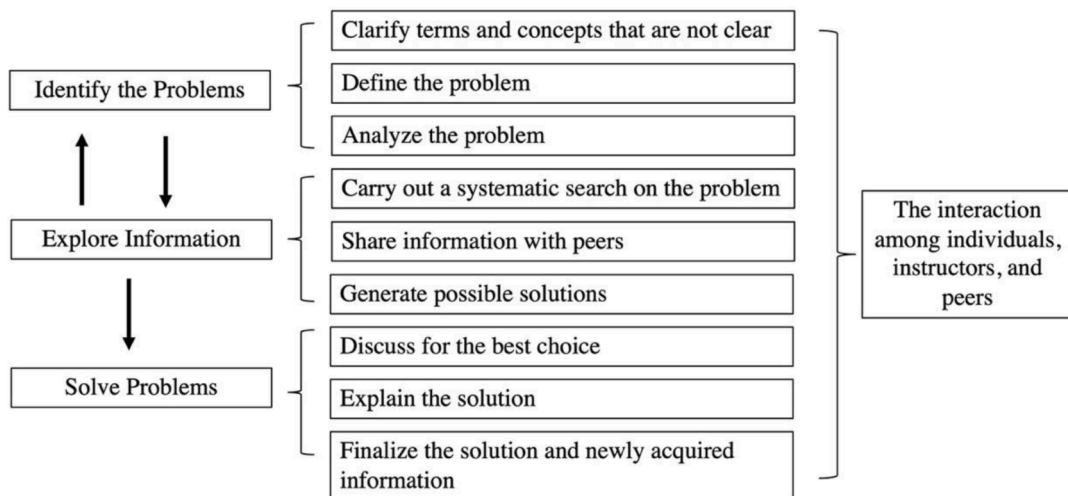 Identify the Problems
Clarify terms and concepts that are not clear
Define the problem
Analyze the problem
Explore Information
Carry out a systematic search on the problem
Share information with peers
Generate possible solutions
Solve Problems
Discuss for the best choice
Explain the solution
Finalize the solution and newly acquired
information
The interaction
among individuals,
instructors, and
peers